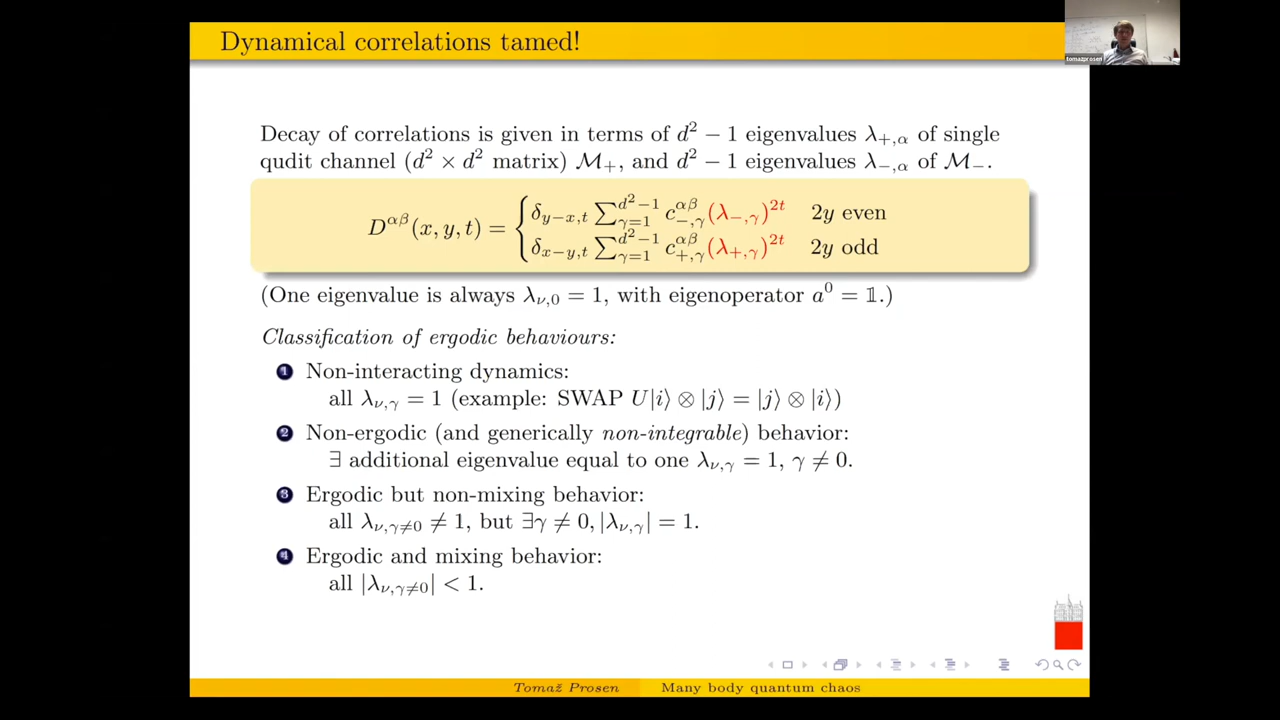 Dynamical correlations tamed!
tomažprosen
Decay of correlations is given in terms of d² − 1 eigenvalues λ₊,α of single
qudit channel (d² × d² matrix) ℳ₊, and d² − 1 eigenvalues λ₋,α of ℳ₋.
D^{αβ}(x, y, t) = { δ_{y−x,t} ∑_{γ=1}^{d²−1} c_{−,γ}^{αβ} (λ_{−,γ})^{2t} 2y even
δ_{x−y,t} ∑_{γ=1}^{d²−1} c_{+,γ}^{αβ} (λ_{+,γ})^{2t} 2y odd
(One eigenvalue is always λ_{ν,0} = 1, with eigenoperator a⁰ = 𝟙.)
Classification of ergodic behaviours:
1 Non-interacting dynamics:
all λ_{ν,γ} = 1 (example: SWAP U|i⟩ ⊗ |j⟩ = |j⟩ ⊗ |i⟩)
2 Non-ergodic (and generically non-integrable) behavior:
∃ additional eigenvalue equal to one λ_{ν,γ} = 1, γ ≠ 0.
3 Ergodic but non-mixing behavior:
all λ_{ν,γ≠0} ≠ 1, but ∃γ ≠ 0, |λ_{ν,γ}| = 1.
4 Ergodic and mixing behavior:
all |λ_{ν,γ≠0}| < 1.
Tomaž Prosen Many body quantum chaos